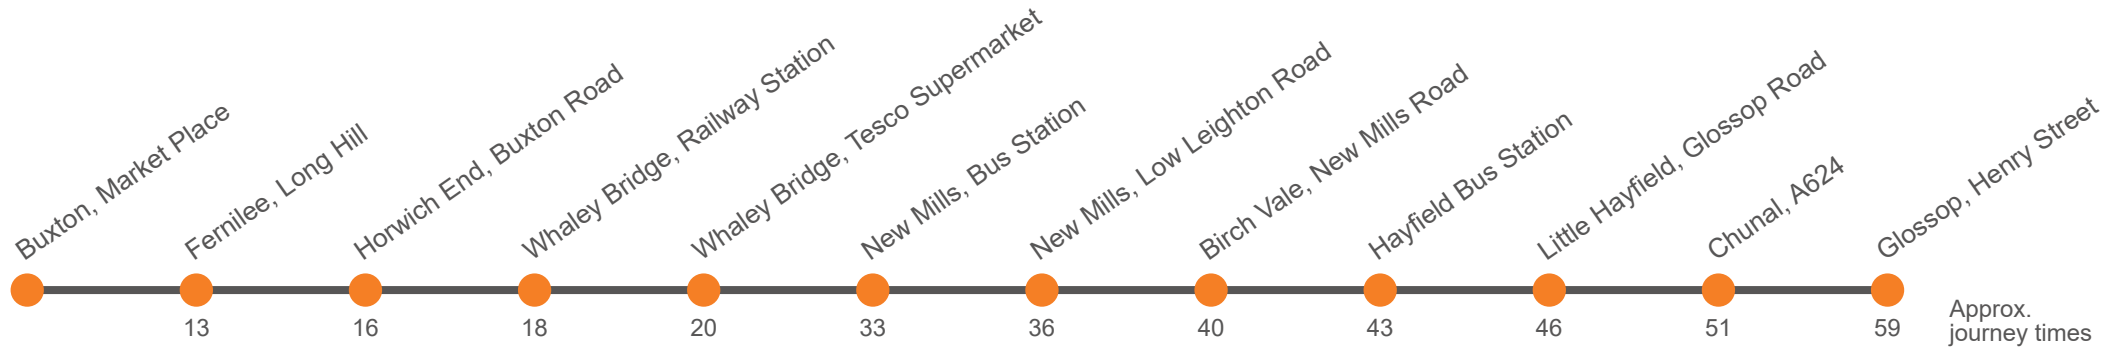 Buxton, Market Place
Fernilee, Long Hill
Horwich End, Buxton Road
Whaley Bridge, Railway Station
Whaley Bridge, Tesco Supermarket
New Mills, Bus Station
New Mills, Low Leighton Road
Birch Vale, New Mills Road
Hayfield Bus Station
Little Hayfield, Glossop Road
Chunal, A624
Glossop, Henry Street
13
16
18
20
33
36
40
43
46
51
59
Approx.
journey times